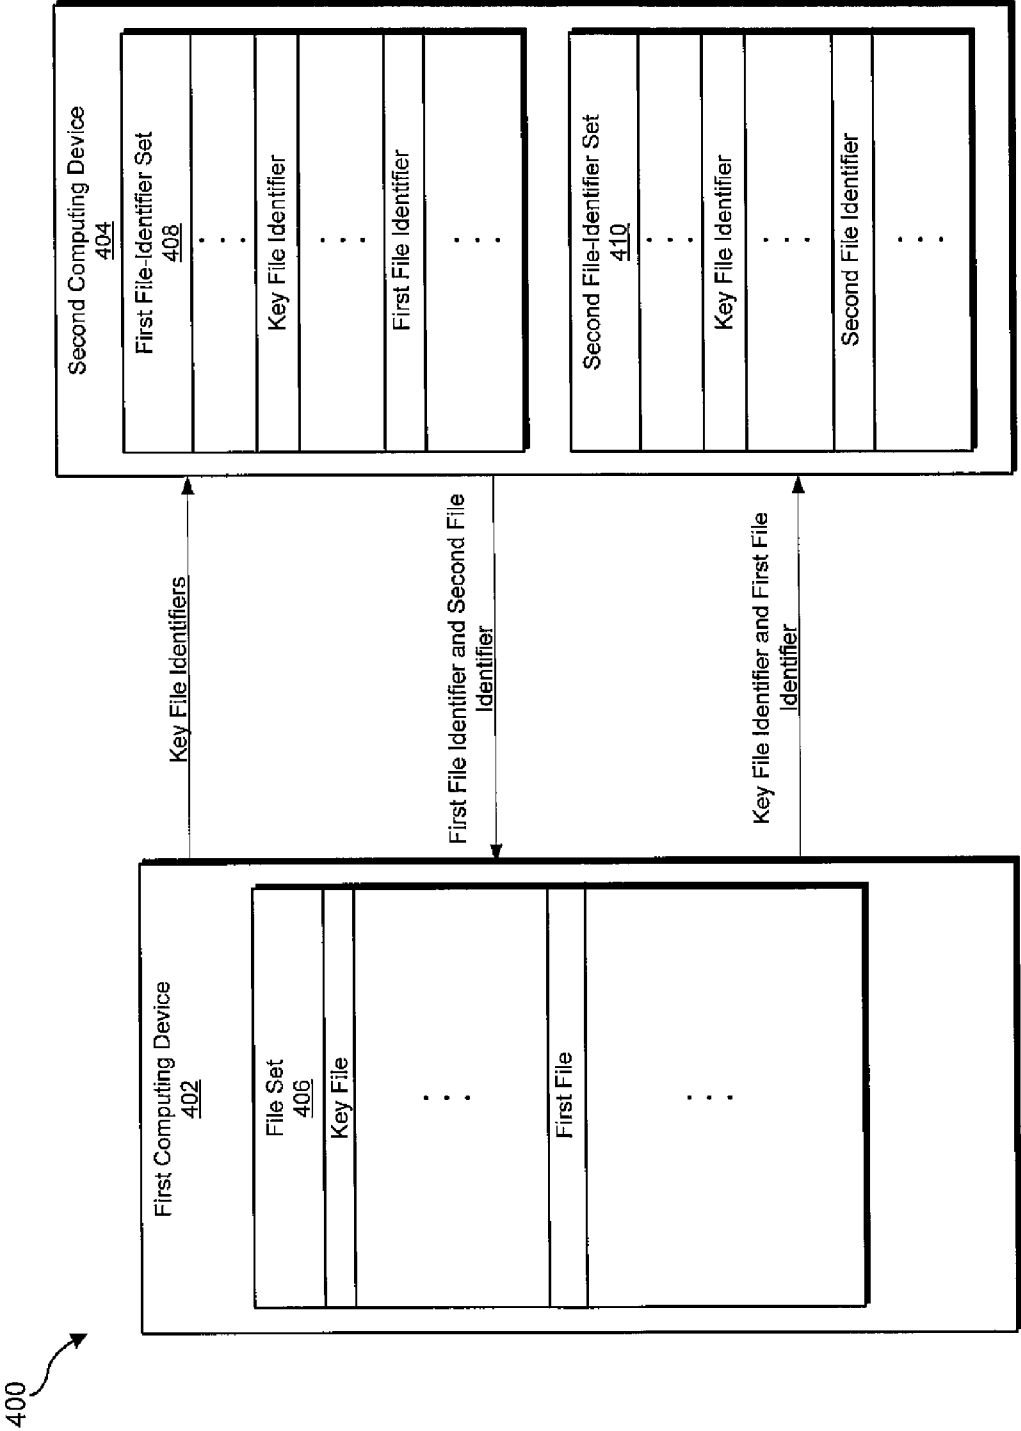 400
First Computing Device
402
File Set
406
Key File
. . .
First File
. . .
Key File Identifiers
First File Identifier and Second File
Identifier
Key File Identifier and First File
Identifier
Second Computing Device
404
First File-Identifier Set
408
. . .
Key File Identifier
. . .
First File Identifier
. . .
Second File-Identifier Set
410
. . .
Key File Identifier
. . .
Second File Identifier
. . .